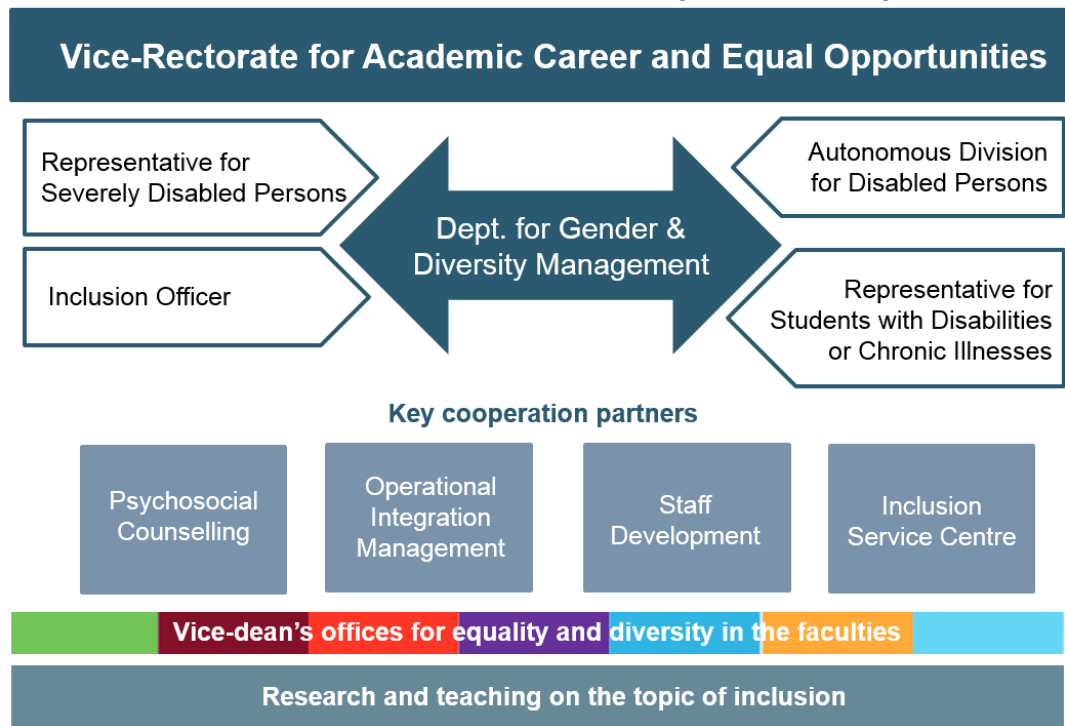 Vice-Rectorate for Academic Career and Equal Opportunities
Representative for
Severely Disabled Persons
Inclusion Officer
Dept. for Gender &
Diversity Management
Autonomous Division
for Disabled Persons
Representative for
Students with Disabilities
or Chronic Illnesses
Key cooperation partners
Psychosocial
Counselling
Operational
Integration
Management
Staff
Development
Inclusion
Service Centre
Vice-dean's offices for equality and diversity in the faculties
Research and teaching on the topic of inclusion